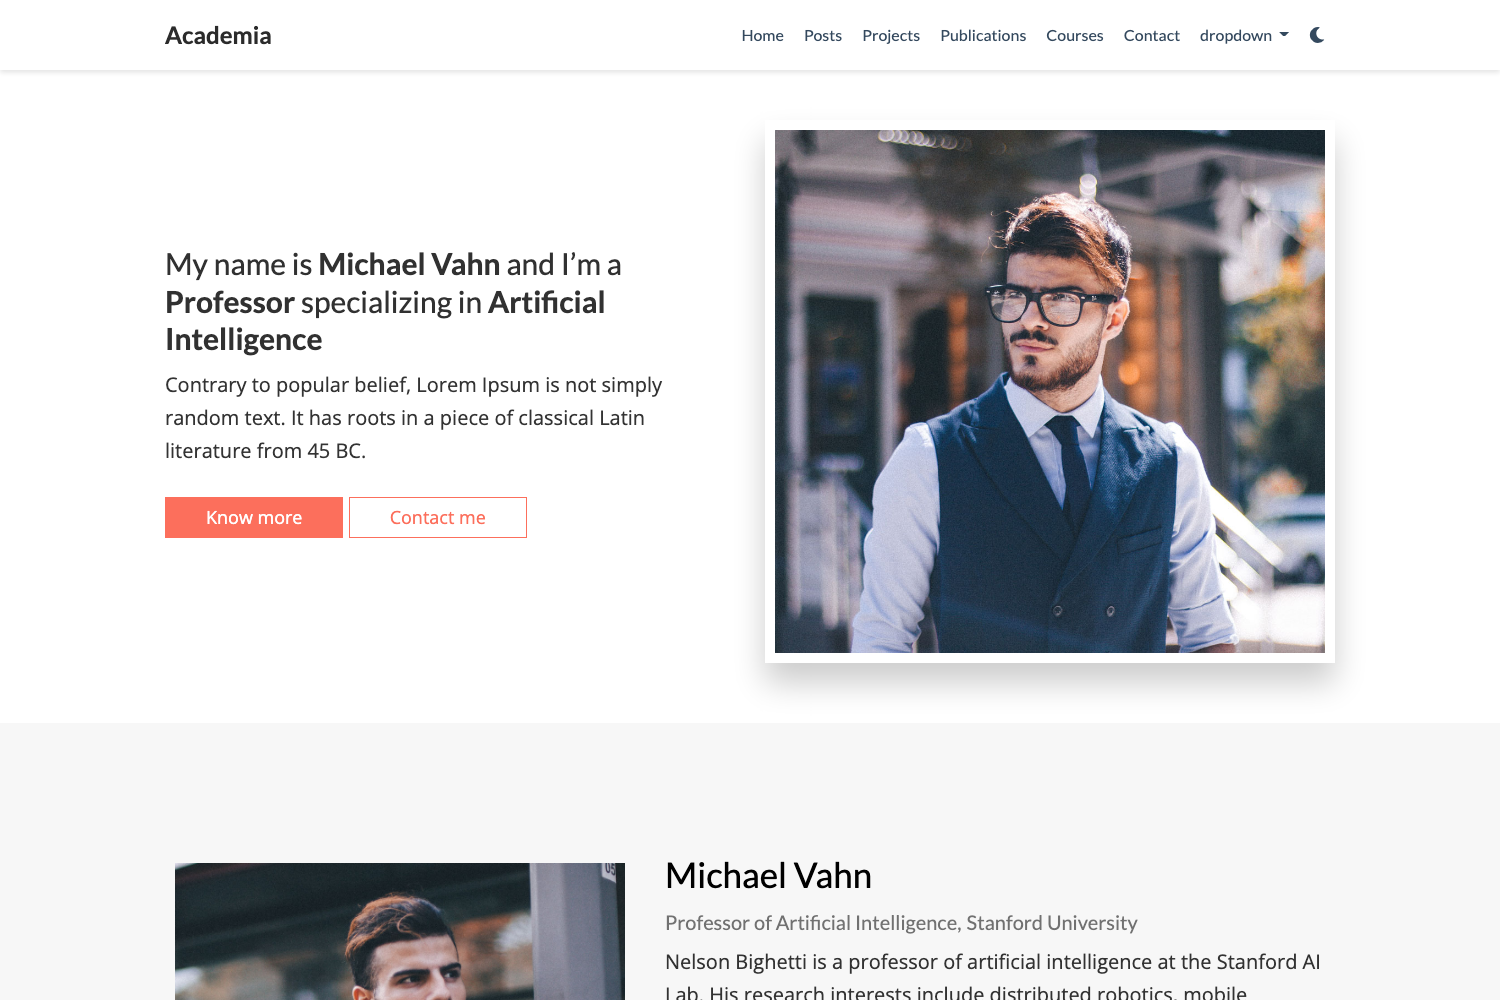 Academia
Home Posts Projects Publications Courses Contact dropdown
My name is Michael Vahn and I’m a
Professor specializing in Artificial
Intelligence
Contrary to popular belief, Lorem Ipsum is not simply
random text. It has roots in a piece of classical Latin
literature from 45 BC.
Know more
Contact me
05
Michael Vahn
Professor of Artificial Intelligence, Stanford University
Nelson Bighetti is a professor of artificial intelligence at the Stanford AI
Lab. His research interests include distributed robotics, mobile